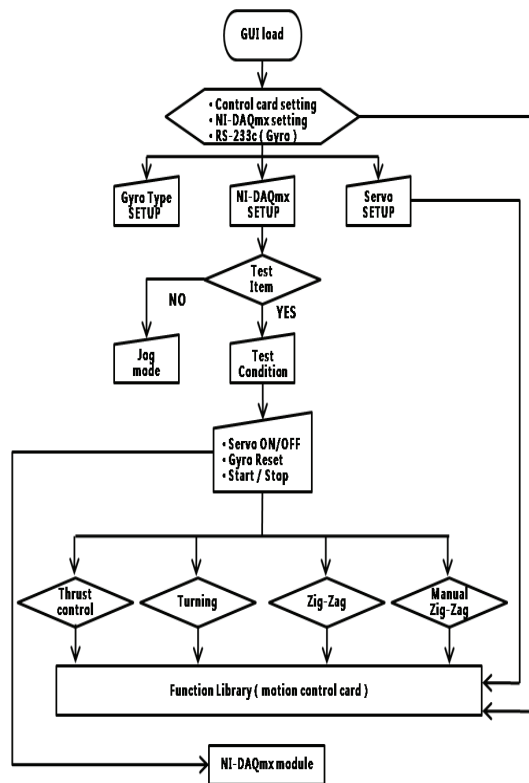 GUI load
• Control card setting
• NI-DAQmx setting
• RS-233c ( Gyro )
Gyro Type
SETUP
NI-DAQmx
SETUP
Servo
SETUP
Test
Item
NO
YES
Jog
mode
Test
Condition
• Servo ON/OFF
• Gyro Reset
• Start / Stop
Thrust
control
Turning
Zig-Zag
Manual
Zig-Zag
Function Library ( motion control card )
NI-DAQmx module